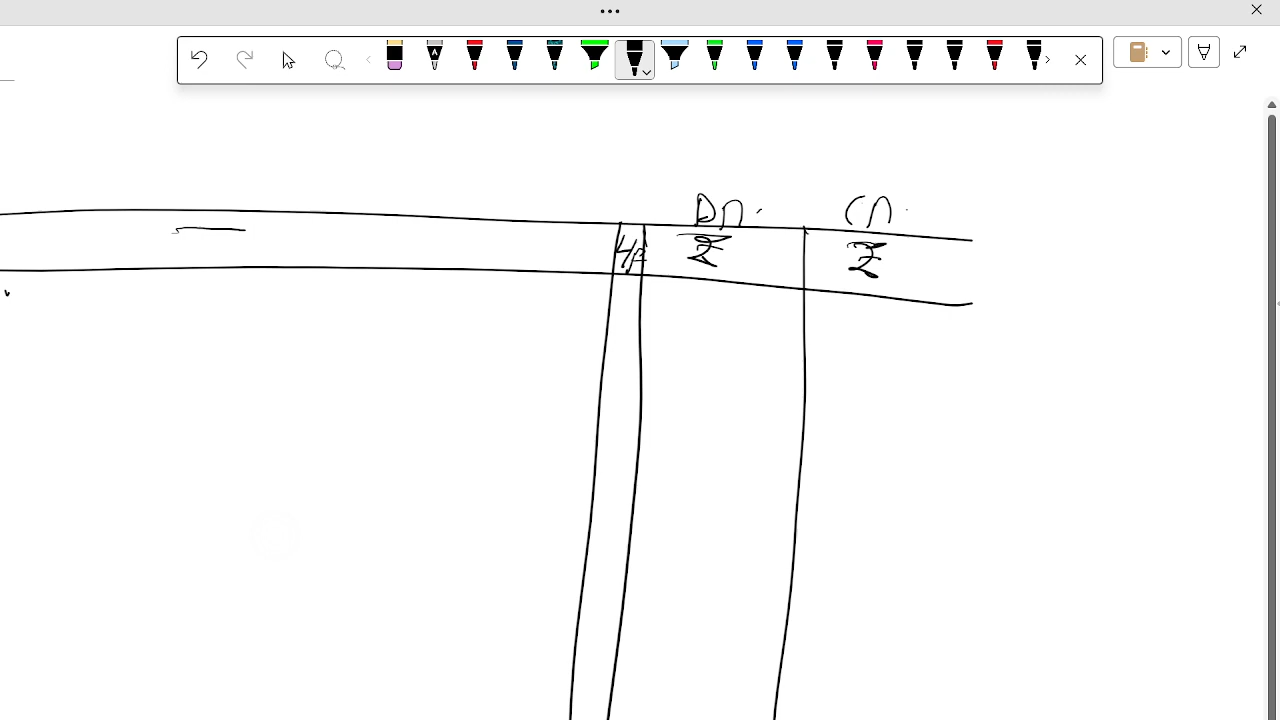 Dr. Cr.
L/F ₹ ₹